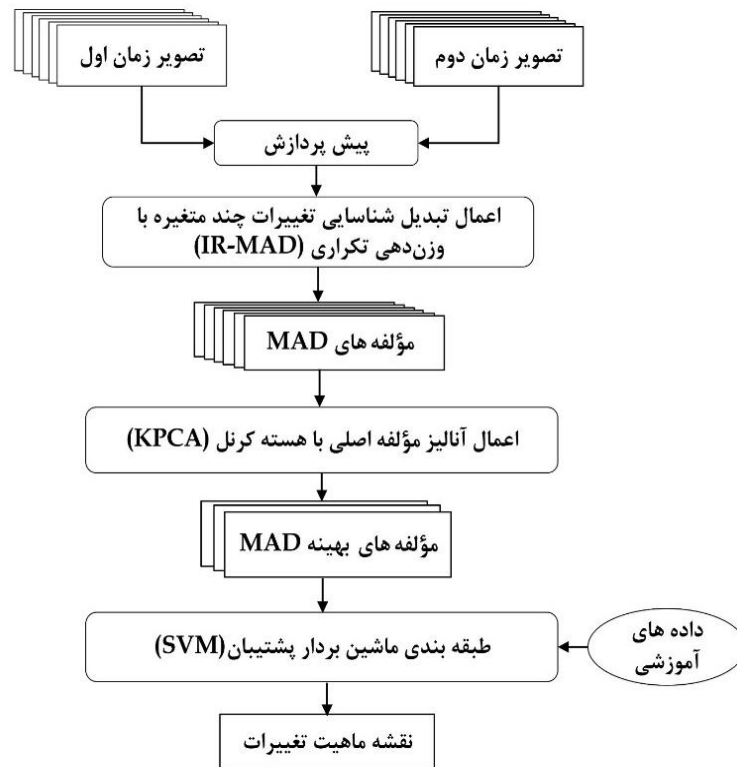 تصویر زمان اول
تصویر زمان دوم
پیش پردازش
اعمال تبدیل شناسایی تغییرات چند متغیره با
وزن‌دهی تکراری (IR-MAD)
مؤلفه های MAD
اعمال آنالیز مؤلفه اصلی با هسته کرنل (KPCA)
مؤلفه های بهینه MAD
طبقه بندی ماشین بردار پشتیبان(SVM)
داده های
آموزشی
نقشه ماهیت تغییرات